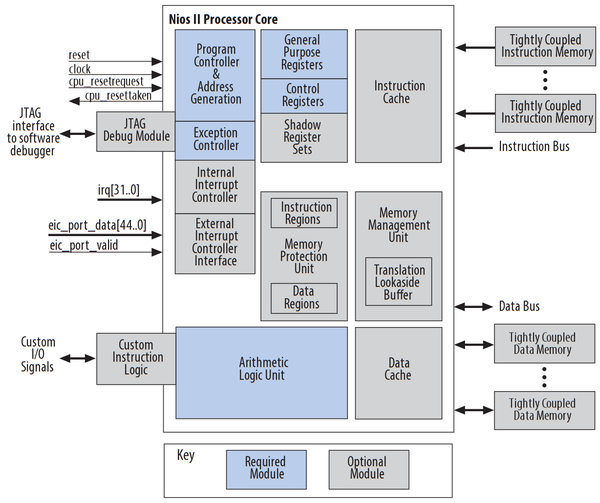 Nios II Processor Core
reset
clock
cpu_resetrequest
cpu_resettaken
JTAG
interface
to software
debugger
JTAG
Debug Module
irq[31..0]
eic_port_data[44..0]
eic_port_valid
Custom
I/O
Signals
Custom
Instruction
Logic
Program
Controller
&
Address
Generation
Exception
Controller
Internal
Interrupt
Controller
External
Interrupt
Controller
Interface
General
Purpose
Registers
Control
Registers
Shadow
Register
Sets
Instruction
Regions
Memory
Protection
Unit
Data
Regions
Arithmetic
Logic Unit
Instruction
Cache
Memory
Management
Unit
Translation
Lookaside
Buffer
Data
Cache
Tightly Coupled
Instruction Memory
Tightly Coupled
Instruction Memory
Instruction Bus
Data Bus
Tightly Coupled
Data Memory
Tightly Coupled
Data Memory
Key
Required
Module
Optional
Module